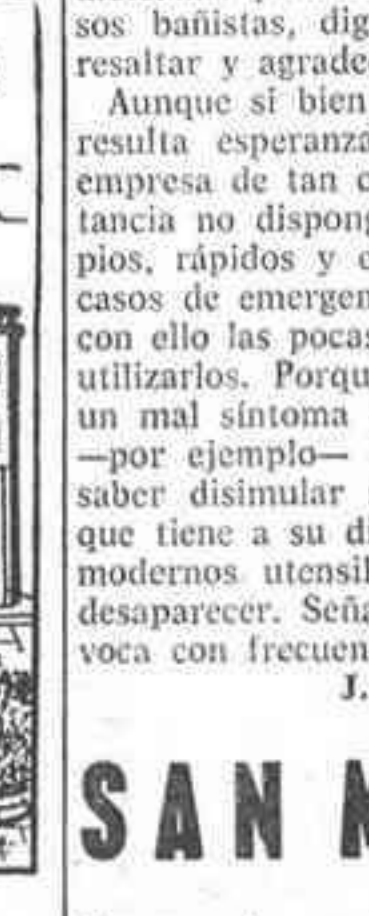 sos bañistas, dig
resaltar y agrade
Aunque si bien
resulta esperanza
empresa de tan c
tancia no dispong
pios, rápidos y c
casos de emergen
con ello las pocas
utilizarlos. Porqu
un mal síntoma
—por ejemplo—
saber disimular
que tiene a su di
modernos utensil
desaparecer. Seña
voca con frecuen
J.
SAN